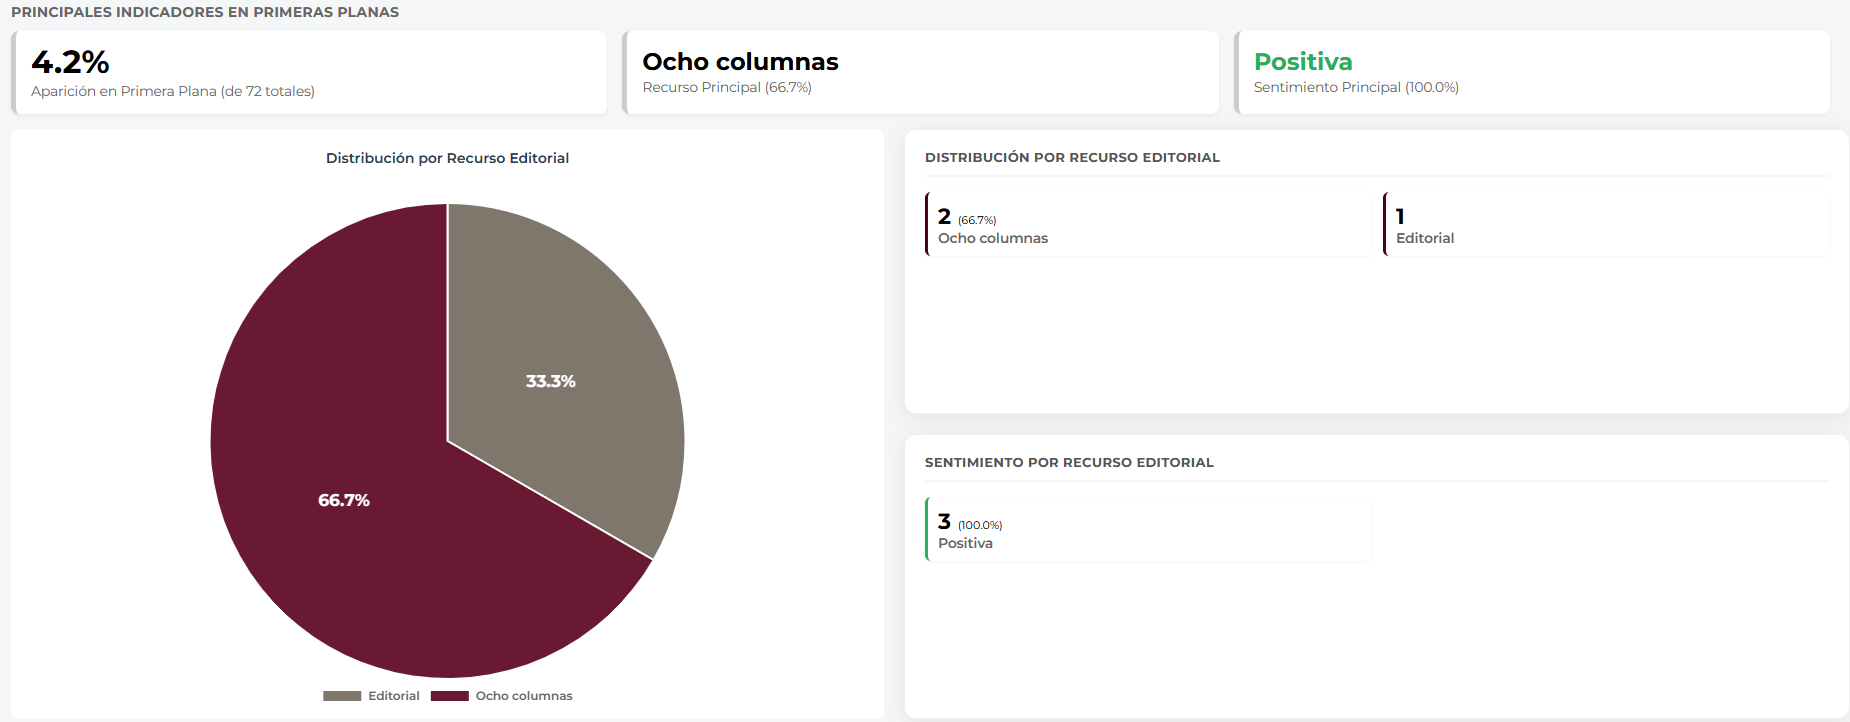 PRINCIPALES INDICADORES EN PRIMERAS PLANAS
4.2%
Aparición en Primera Plana (de 72 totales)
Ocho columnas
Recurso Principal (66.7%)
Positiva
Sentimiento Principal (100.0%)
Distribución por Recurso Editorial
33.3%
66.7%
Editorial
Ocho columnas
DISTRIBUCIÓN POR RECURSO EDITORIAL
2 (66.7%)
Ocho columnas
1
Editorial
SENTIMIENTO POR RECURSO EDITORIAL
3 (100.0%)
Positiva